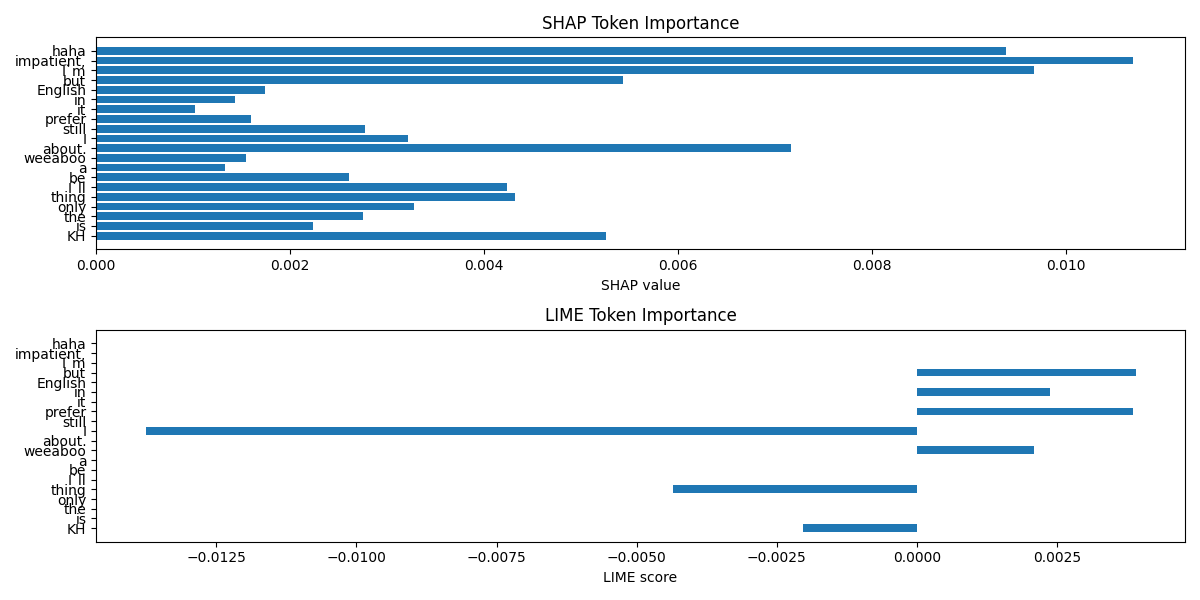 SHAP Token Importance
haha
impatient,
I'm
but
English
in
it
prefer
still
I
about.
weeaboo
a
be
I'll
thing
only
the
is
KH
0.000 0.002 0.004 0.006 0.008 0.010
SHAP value
LIME Token Importance
haha
impatient,
I'm
but
English
in
it
prefer
still
I
about.
weeaboo
a
be
I'll
thing
only
the
is
KH
−0.0125 −0.0100 −0.0075 −0.0050 −0.0025 0.0000 0.0025
LIME score